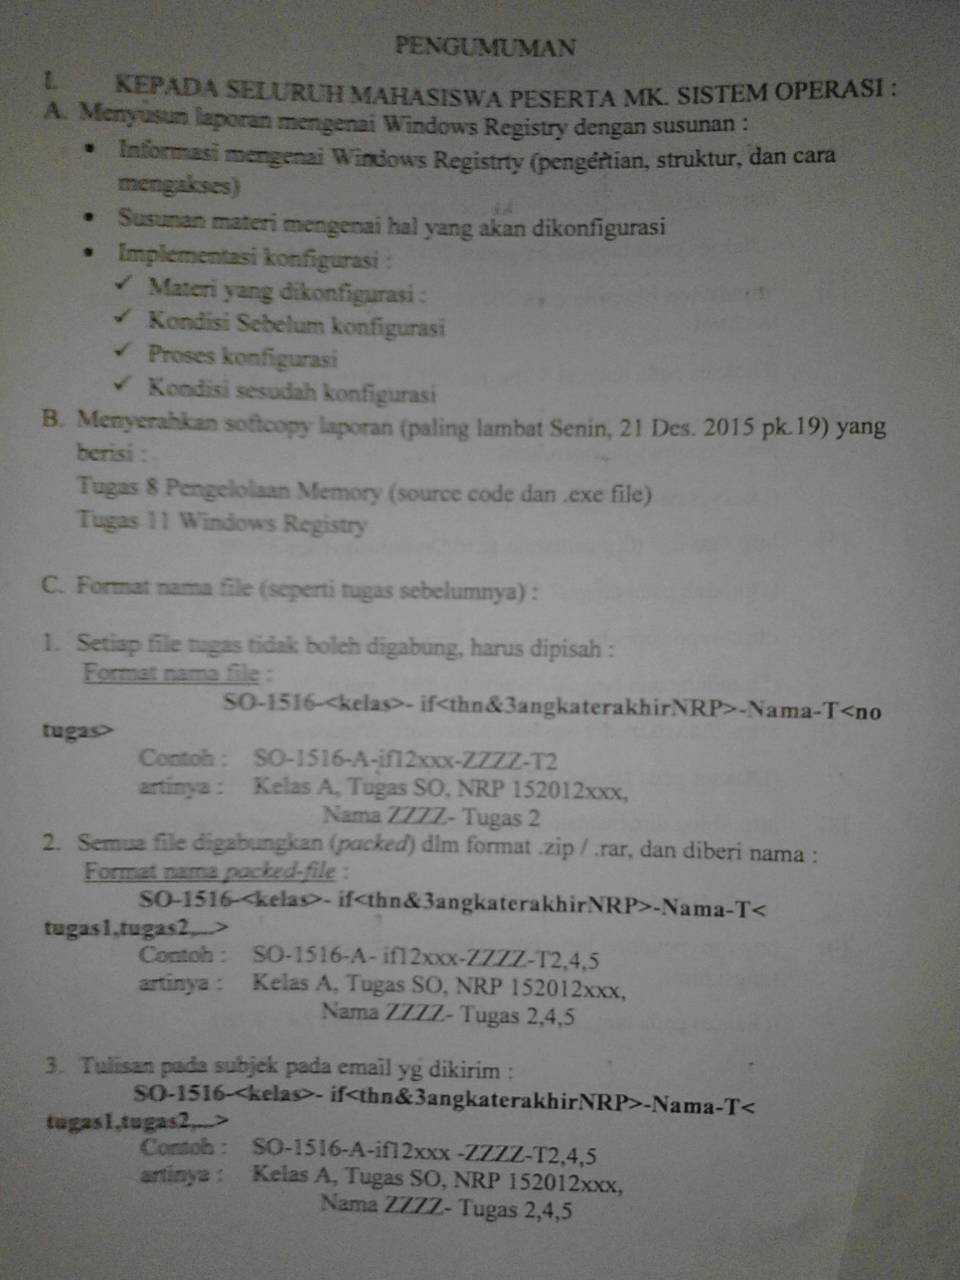 PENGUMUMAN
I. KEPADA SELURUH MAHASISWA PESERTA MK. SISTEM OPERASI :
A. Menyusun laporan mengenai Windows Registry dengan susunan :
• Informasi mengenai Windows Registrty (pengertian, struktur, dan cara
mengakses)
• Susunan materi mengenai hal yang akan dikonfigurasi
• Implementasi konfigurasi :
✓ Materi yang dikonfigurasi :
✓ Kondisi Sebelum konfigurasi
✓ Proses konfigurasi
✓ Kondisi sesudah konfigurasi
B. Menyerahkan softcopy laporan (paling lambat Senin, 21 Des. 2015 pk.19) yang
berisi :
Tugas 8 Pengelolaan Memory (source code dan .exe file)
Tugas 11 Windows Registry
C. Format nama file (seperti tugas sebelumnya) :
1. Setiap file tugas tidak boleh digabung, harus dipisah :
Format nama file :
SO-1516-<kelas>- if<thn&3angkaterakhirNRP>-Nama-T<no
tugas>
Contoh : SO-1516-A-if12xxx-ZZZZ-T2
artinya : Kelas A, Tugas SO, NRP 152012xxx,
Nama ZZZZ- Tugas 2
2. Semua file digabungkan (packed) dlm format .zip / .rar, dan diberi nama :
Format nama packed-file :
SO-1516-<kelas>- if<thn&3angkaterakhirNRP>-Nama-T<
tugas1,tugas2,...>
Contoh : SO-1516-A- if12xxx-ZZZZ-T2,4,5
artinya : Kelas A, Tugas SO, NRP 152012xxx,
Nama ZZZZ- Tugas 2,4,5
3. Tulisan pada subjek pada email yg dikirim :
SO-1516-<kelas>- if<thn&3angkaterakhirNRP>-Nama-T<
tugas1,tugas2,...>
Contoh : SO-1516-A-if12xxx -ZZZZ-T2,4,5
artinya : Kelas A, Tugas SO, NRP 152012xxx,
Nama ZZZZ- Tugas 2,4,5